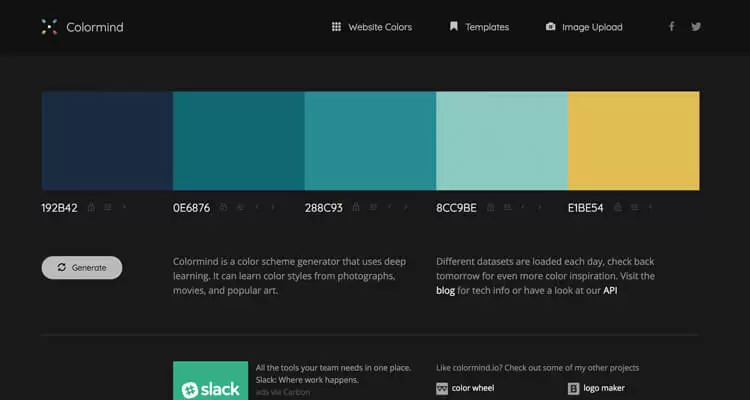 Colormind
Website Colors
Templates
Image Upload
192B42
0E6876
288C93
8CC9BE
E1BE54
Generate
Colormind is a color scheme generator that uses deep
learning. It can learn color styles from photographs,
movies, and popular art.
Different datasets are loaded each day, check back
tomorrow for even more color inspiration. Visit the
blog for tech info or have a look at our API
slack
All the tools your team needs in one place.
Slack: Where work happens.
ads via Carbon
Like colormind.io? Check out some of my other projects
color wheel
B logo maker